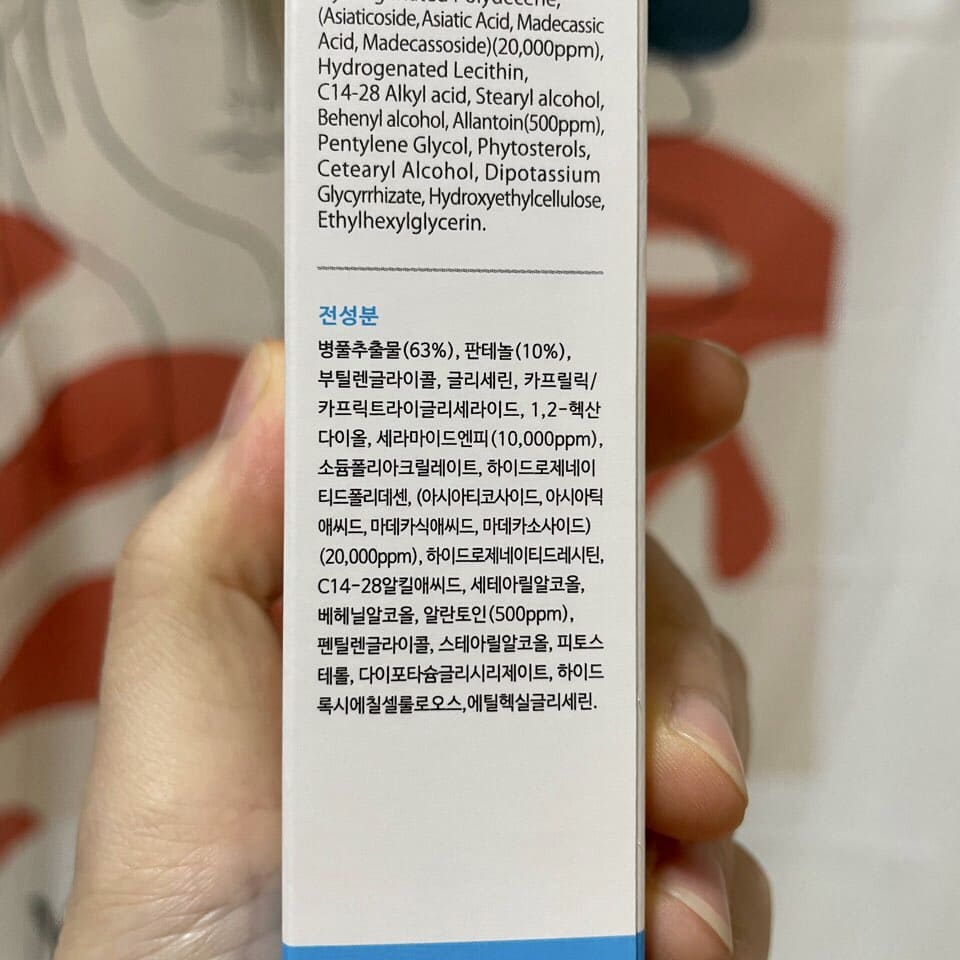 Hydrogenated Polydecene,
(Asiaticoside, Asiatic Acid, Madecassic
Acid, Madecassoside)(20,000ppm),
Hydrogenated Lecithin,
C14-28 Alkyl acid, Stearyl alcohol,
Behenyl alcohol, Allantoin(500ppm),
Pentylene Glycol, Phytosterols,
Cetearyl Alcohol, Dipotassium
Glycyrrhizate, Hydroxyethylcellulose,
Ethylhexylglycerin.
전성분
병풀추출물(63%), 판테놀(10%),
부틸렌글라이콜, 글리세린, 카프릴릭/
카프릭트라이글리세라이드, 1,2-헥산
다이올, 세라마이드엔피(10,000ppm),
소듐폴리아크릴레이트, 하이드로제네이
티드폴리데센, (아시아티코사이드, 아시아틱
애씨드, 마데카식애씨드, 마데카소사이드)
(20,000ppm), 하이드로제네이티드레시틴,
C14-28알킬애씨드, 세테아릴알코올,
베헤닐알코올, 알란토인(500ppm),
펜틸렌글라이콜, 스테아릴알코올, 피토스
테롤, 다이포타슘글리시리제이트, 하이드
록시에칠셀룰로오스,에틸헥실글리세린.